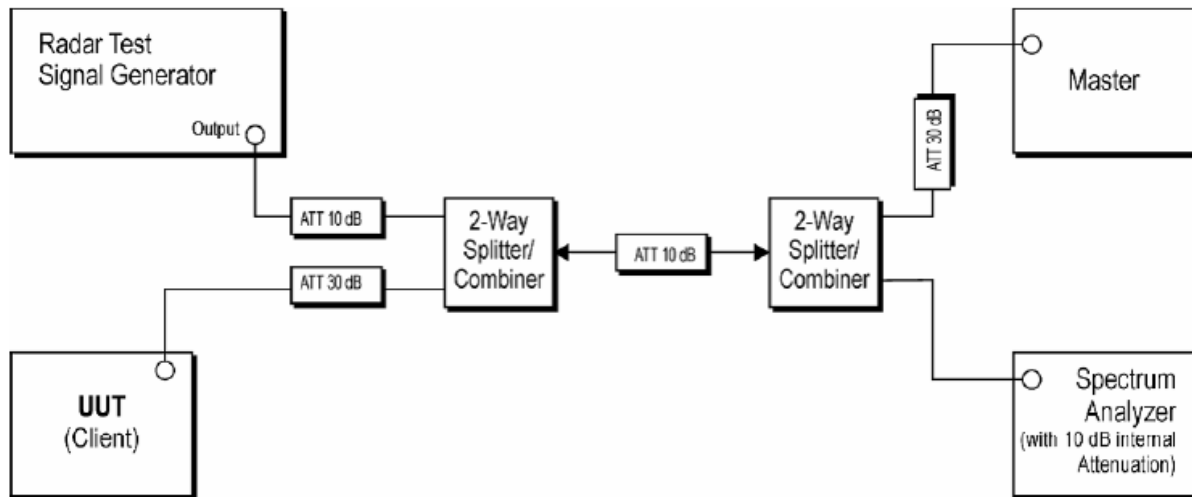 Radar Test
Signal Generator
Output
Master
ATT 30 dB
ATT 10 dB
2-Way
Splitter/
Combiner
ATT 10 dB
2-Way
Splitter/
Combiner
ATT 30 dB
UUT
(Client)
Spectrum
Analyzer
(with 10 dB internal
Attenuation)